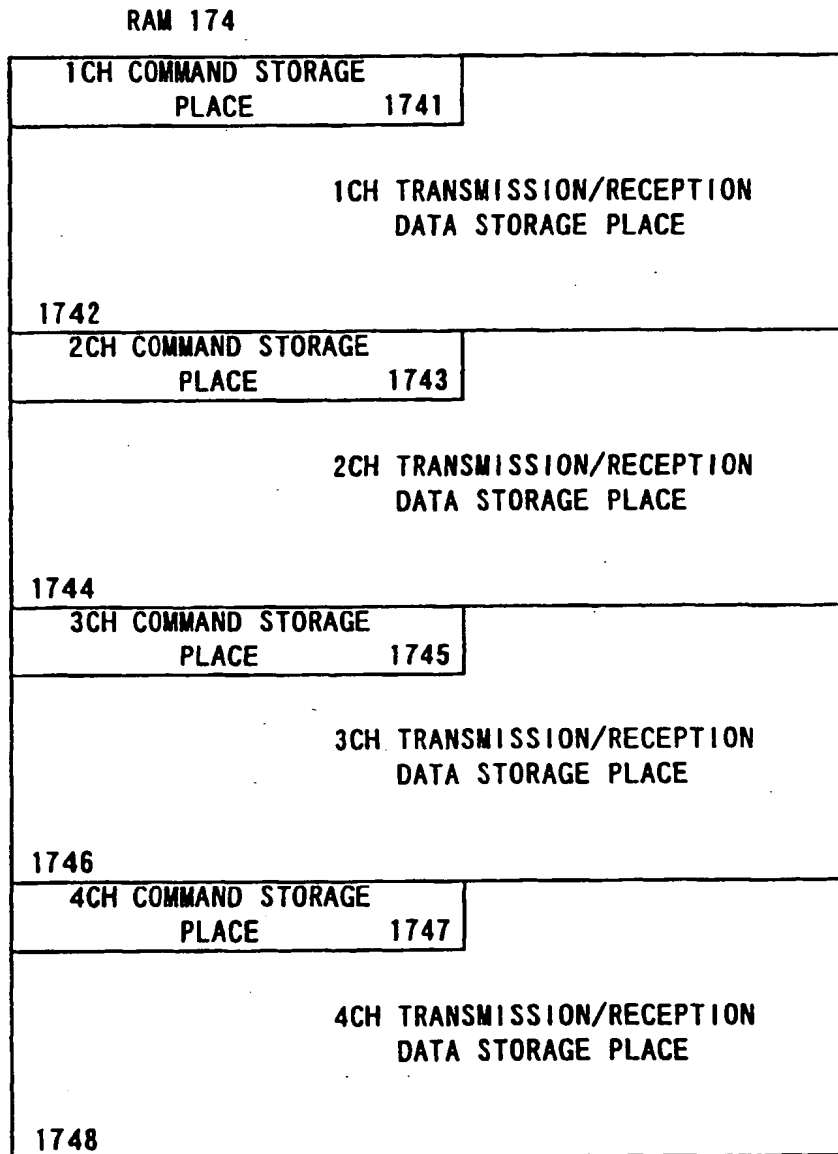 RAM 174
1CH COMMAND STORAGE
PLACE 1741
1CH TRANSMISSION/RECEPTION
DATA STORAGE PLACE
1742
2CH COMMAND STORAGE
PLACE 1743
2CH TRANSMISSION/RECEPTION
DATA STORAGE PLACE
1744
3CH COMMAND STORAGE
PLACE 1745
3CH TRANSMISSION/RECEPTION
DATA STORAGE PLACE
1746
4CH COMMAND STORAGE
PLACE 1747
4CH TRANSMISSION/RECEPTION
DATA STORAGE PLACE
1748